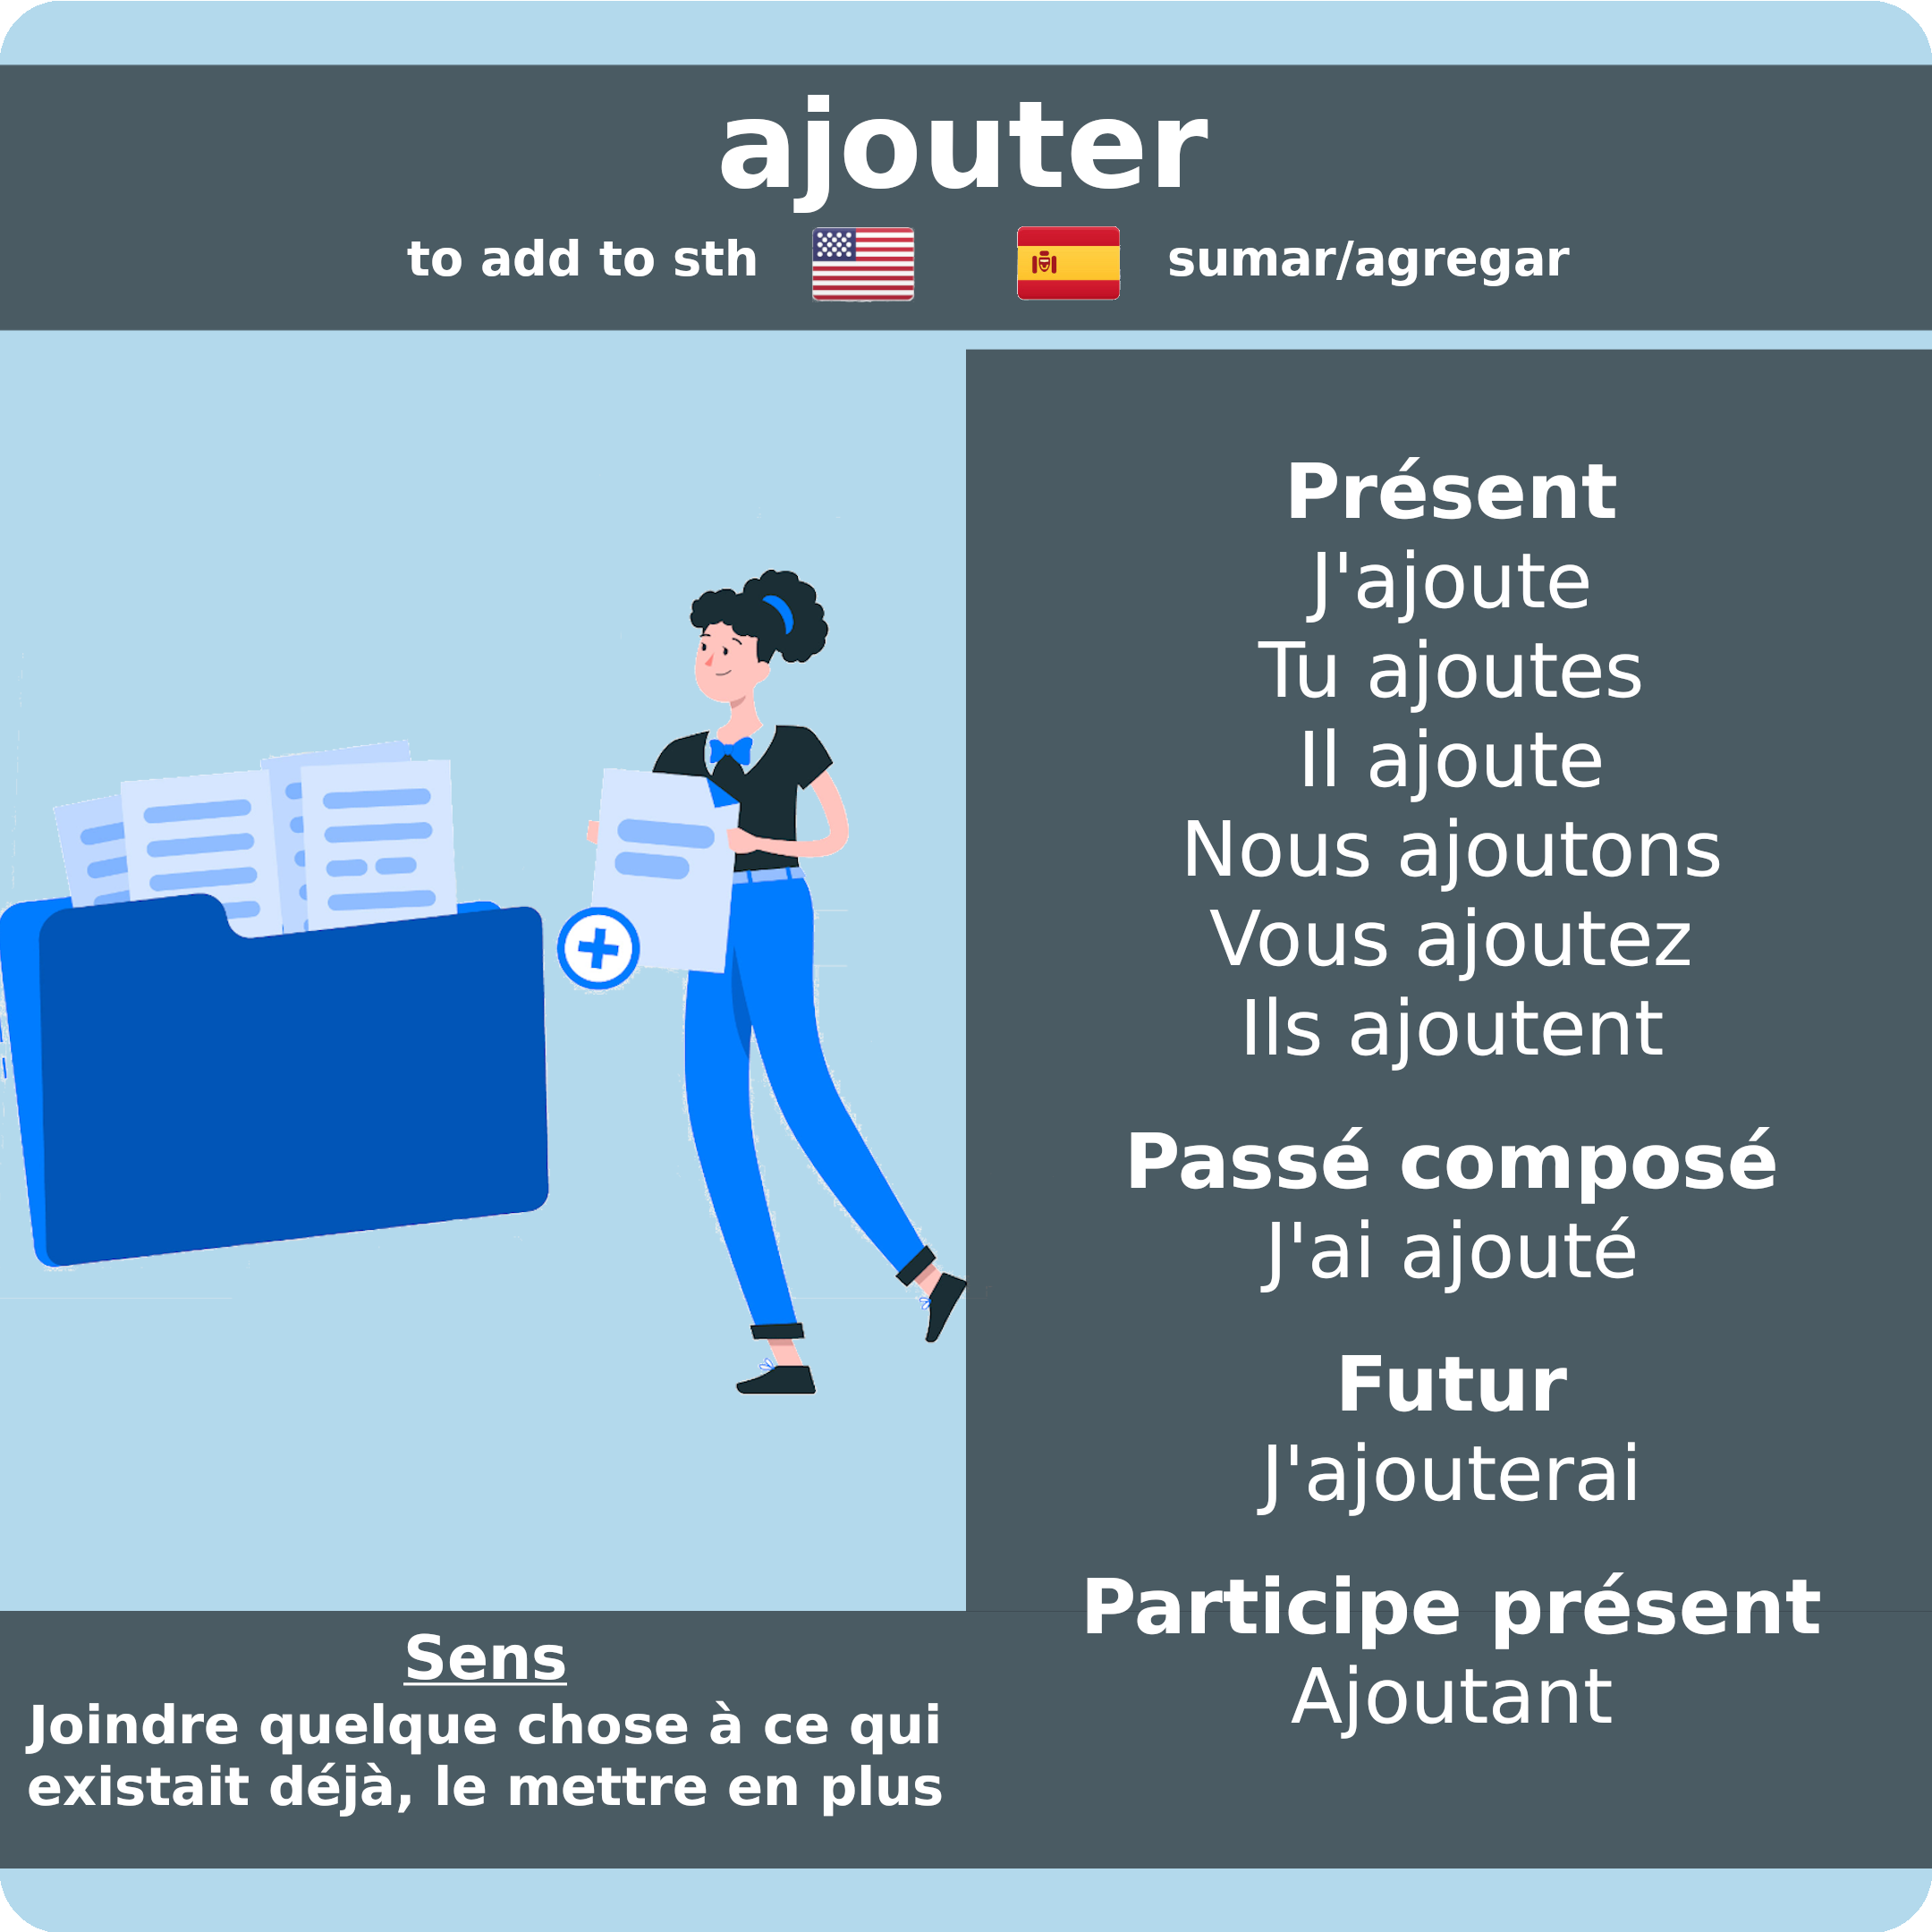 ajouter
to add to sth
sumar/agregar
Présent
J'ajoute
Tu ajoutes
Il ajoute
Nous ajoutons
Vous ajoutez
Ils ajoutent
Passé composé
J'ai ajouté
Futur
J'ajouterai
Participe présent
Ajoutant
Sens
Joindre quelque chose à ce qui
existait déjà, le mettre en plus